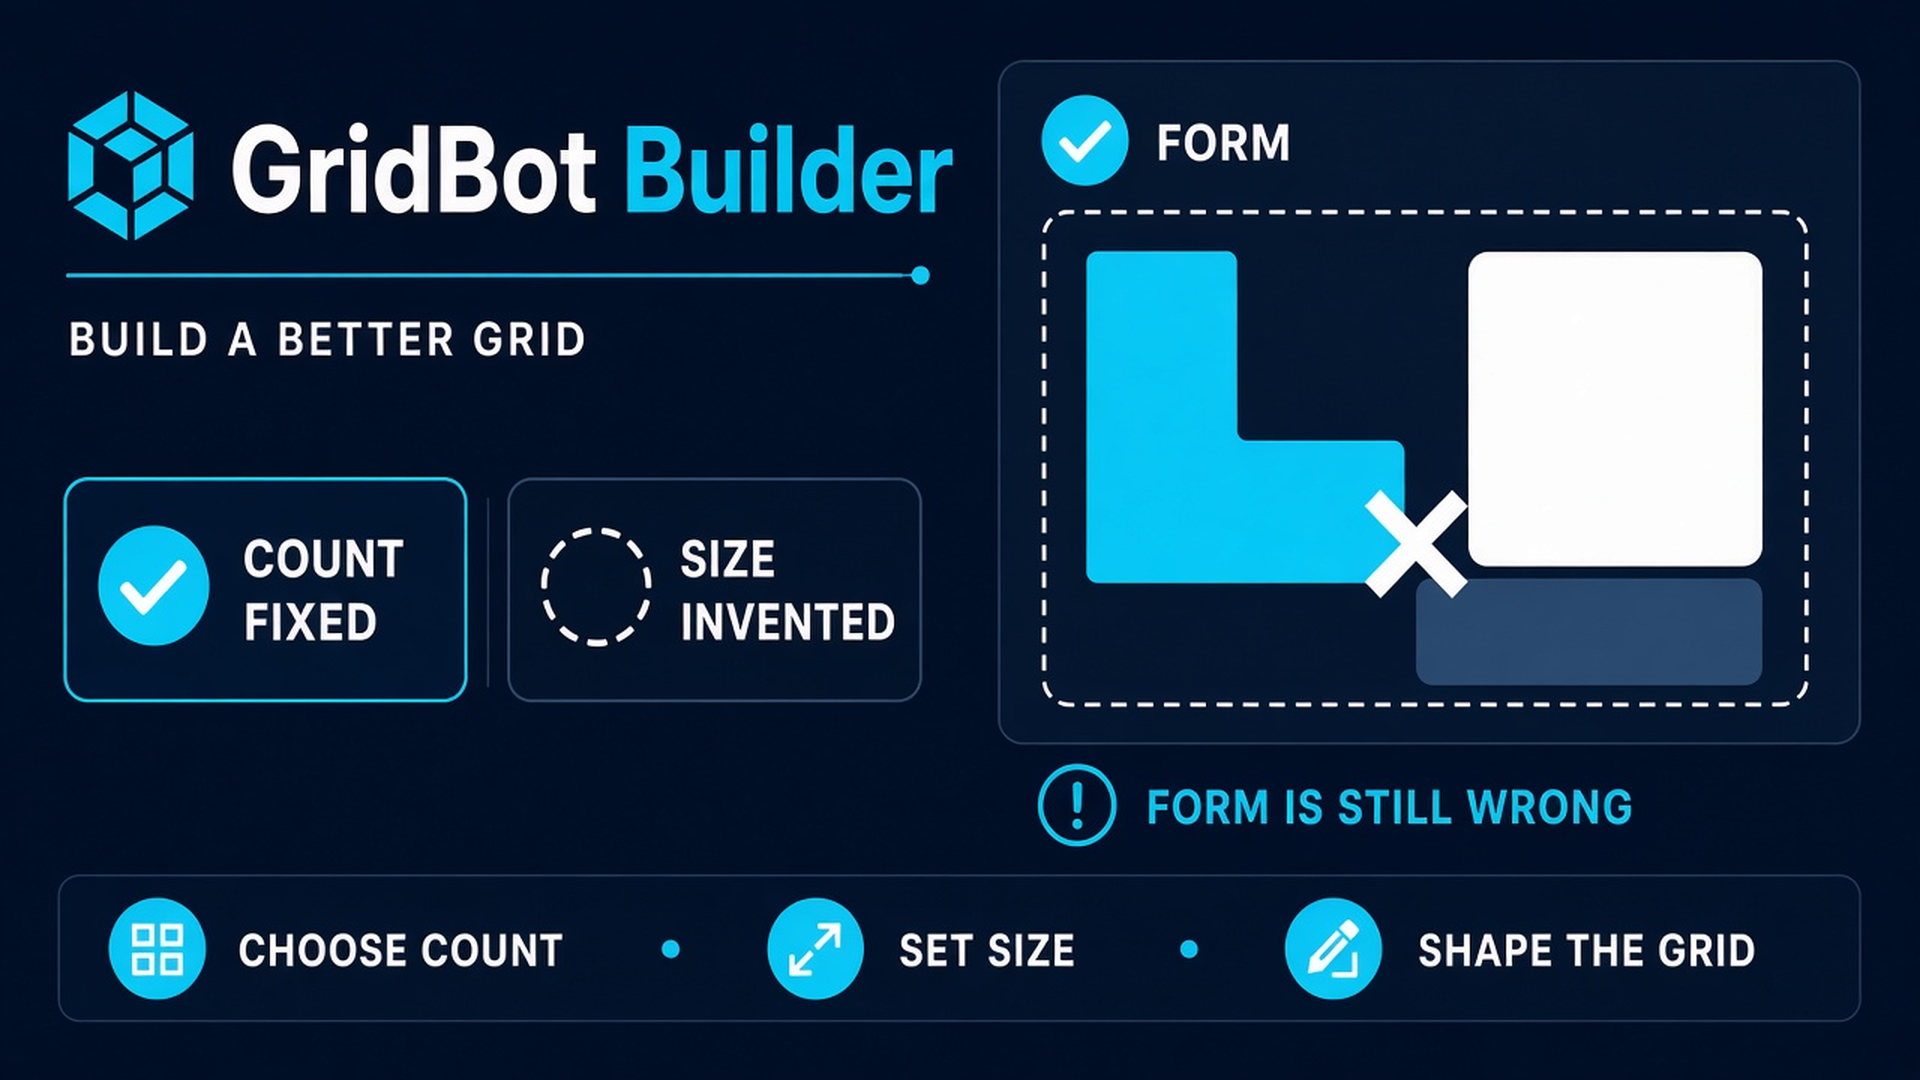 GridBot Builder
BUILD A BETTER GRID
COUNT
FIXED
SIZE
INVENTED
FORM
FORM IS STILL WRONG
CHOOSE COUNT
SET SIZE
SHAPE THE GRID